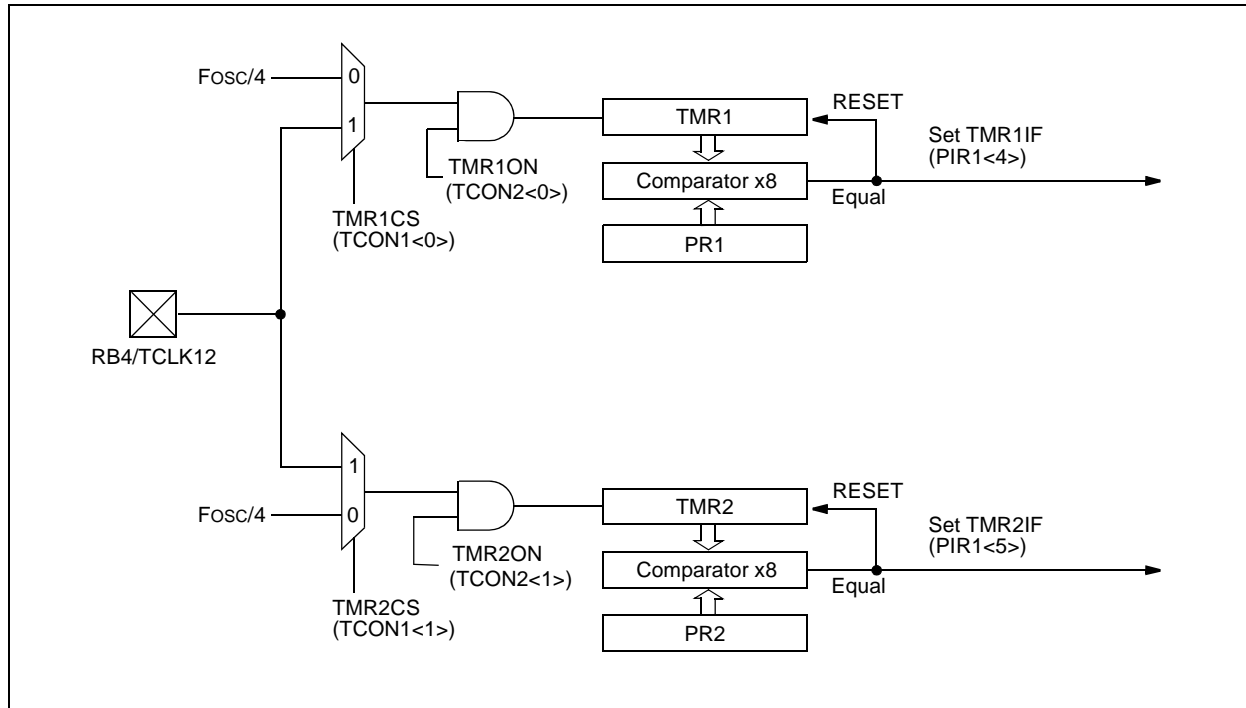 Fosc/4
0
1
TMR1CS
(TCON1<0>)
TMR1ON
(TCON2<0>)
TMR1
Comparator x8
PR1
RESET
Equal
Set TMR1IF
(PIR1<4>)
RB4/TCLK12
1
Fosc/4
0
TMR2CS
(TCON1<1>)
TMR2ON
(TCON2<1>)
TMR2
Comparator x8
PR2
RESET
Equal
Set TMR2IF
(PIR1<5>)